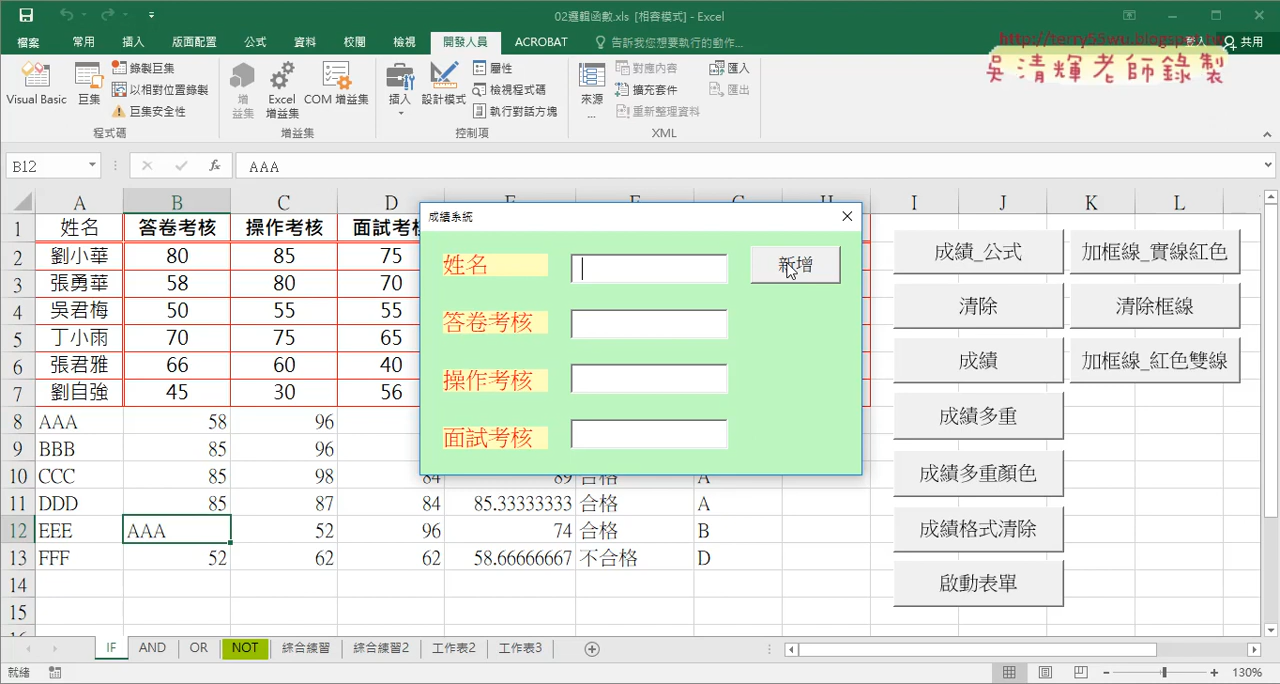 02邏輯函數.xls [相容模式] - Excel
http://terry55wu.blogspot.tw
吳清輝老師錄製
檔案 常用 插入 版面配置 公式 資料 校閱 檢視 開發人員 ACROBAT 告訴我您想要執行的動作... 登入 共用
Visual Basic 巨集 錄製巨集 以相對位置錄製 巨集安全性
增益集 Excel 增益集 COM 增益集
插入 設計模式 屬性 檢視程式碼 執行對話方塊
來源... 對應內容 擴充套件 重新整理資料 匯入 匯出
程式碼 增益集 控制項 XML
B12 fx AAA
A B C D E F G H I J K L
1 姓名 答卷考核 操作考核 面試考核
2 劉小華 80 85 75
3 張勇華 58 80 70
4 吳君梅 50 55 55
5 丁小雨 70 75 65
6 張君雅 66 60 40
7 劉自強 45 30 56
8 AAA 58 96
9 BBB 85 96
10 CCC 85 98 84 89 合格 A
11 DDD 85 87 84 85.33333333 合格 A
12 EEE AAA 52 96 74 合格 B
13 FFF 52 62 62 58.66666667 不合格 D
14
15
成績系統
姓名 新增
答卷考核
操作考核
面試考核
成績_公式 加框線_實線紅色
清除 清除框線
成績 加框線_紅色雙線
成績多重
成績多重顏色
成績格式清除
啟動表單
IF AND OR NOT 綜合練習 綜合練習2 工作表2 工作表3
就緒 130%